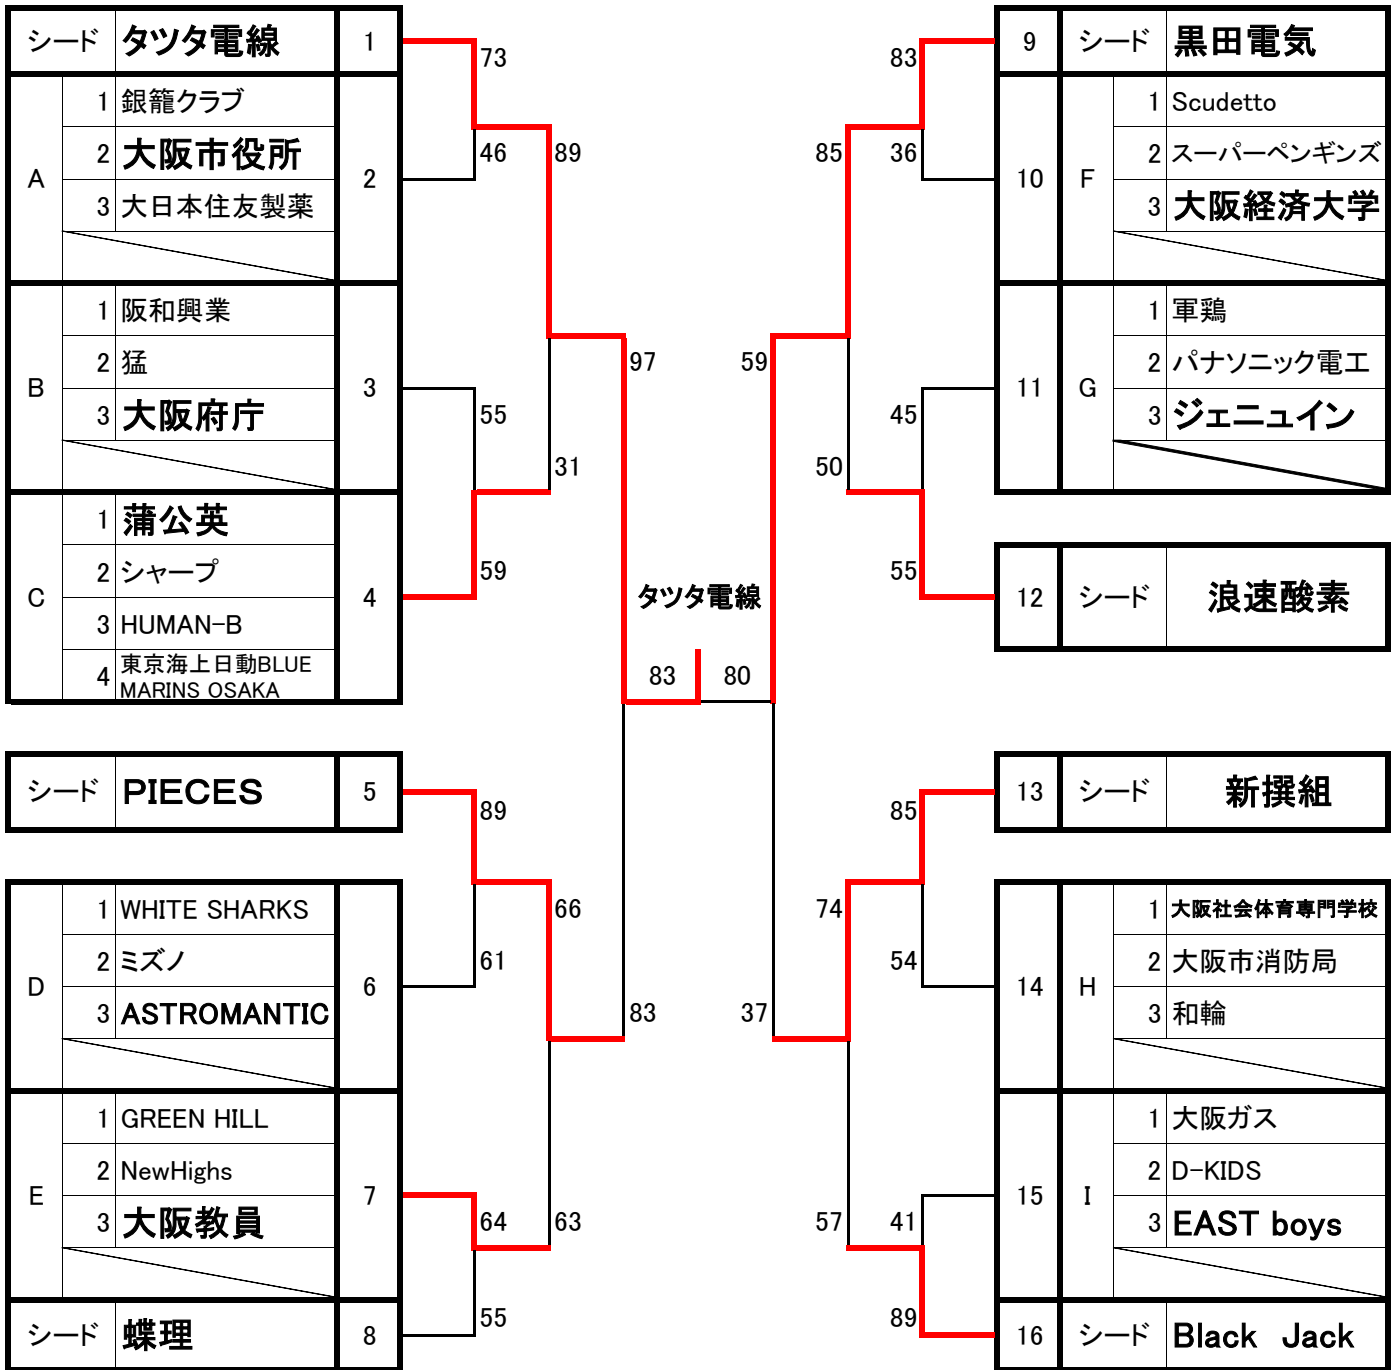 シード タツタ電線 1
A
1 銀籠クラブ
2 大阪市役所
3 大日本住友製薬
2
B
1 阪和興業
2 猛
3 大阪府庁
3
C
1 蒲公英
2 シャープ
3 HUMAN-B
4 東京海上日動BLUE
MARINS OSAKA
4
シード PIECES 5
D
1 WHITE SHARKS
2 ミズノ
3 ASTROMANTIC
6
E
1 GREEN HILL
2 NewHighs
3 大阪教員
7
シード 蝶理 8
73
46
89
55
31
59
97
89
61
66
83
64
63
55
タツタ電線
83 80
83
36
85
59
45
50
55
85
54
74
37
57
41
89
9 シード 黒田電気
10
F
1 Scudetto
2 スーパーペンギンズ
3 大阪経済大学
11
G
1 軍鶏
2 パナソニック電工
3 ジェニュイン
12 シード 浪速酸素
13 シード 新撰組
14
H
1 大阪社会体育専門学校
2 大阪市消防局
3 和輪
15
I
1 大阪ガス
2 D-KIDS
3 EAST boys
16 シード Black Jack